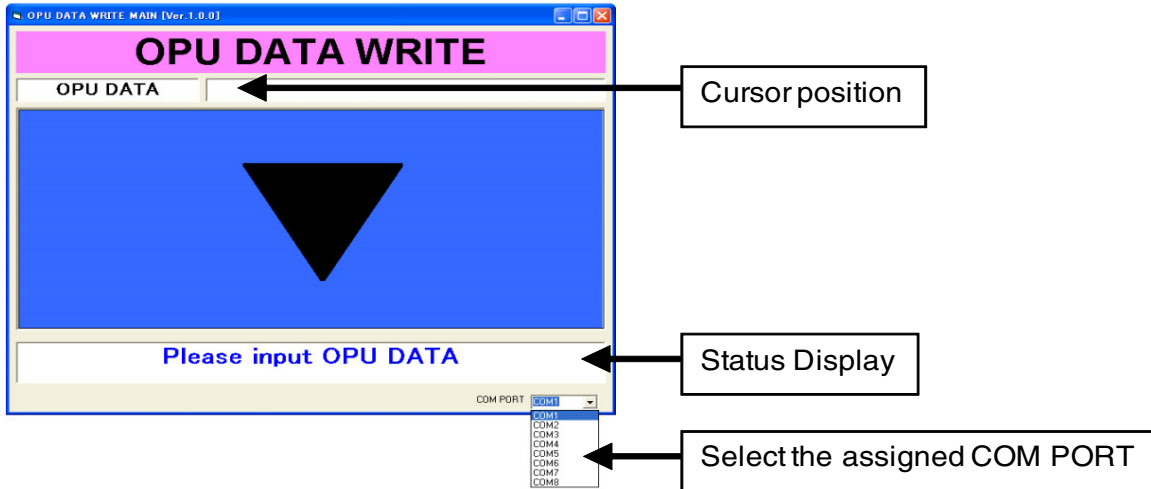 OPU DATA WRITE MAIN [Ver.1.0.0]
OPU DATA WRITE
OPU DATA
Cursor position
Please input OPU DATA
Status Display
COM PORT COM1
COM1
COM2
COM3
COM4
COM5
COM6
COM7
COM8
Select the assigned COM PORT